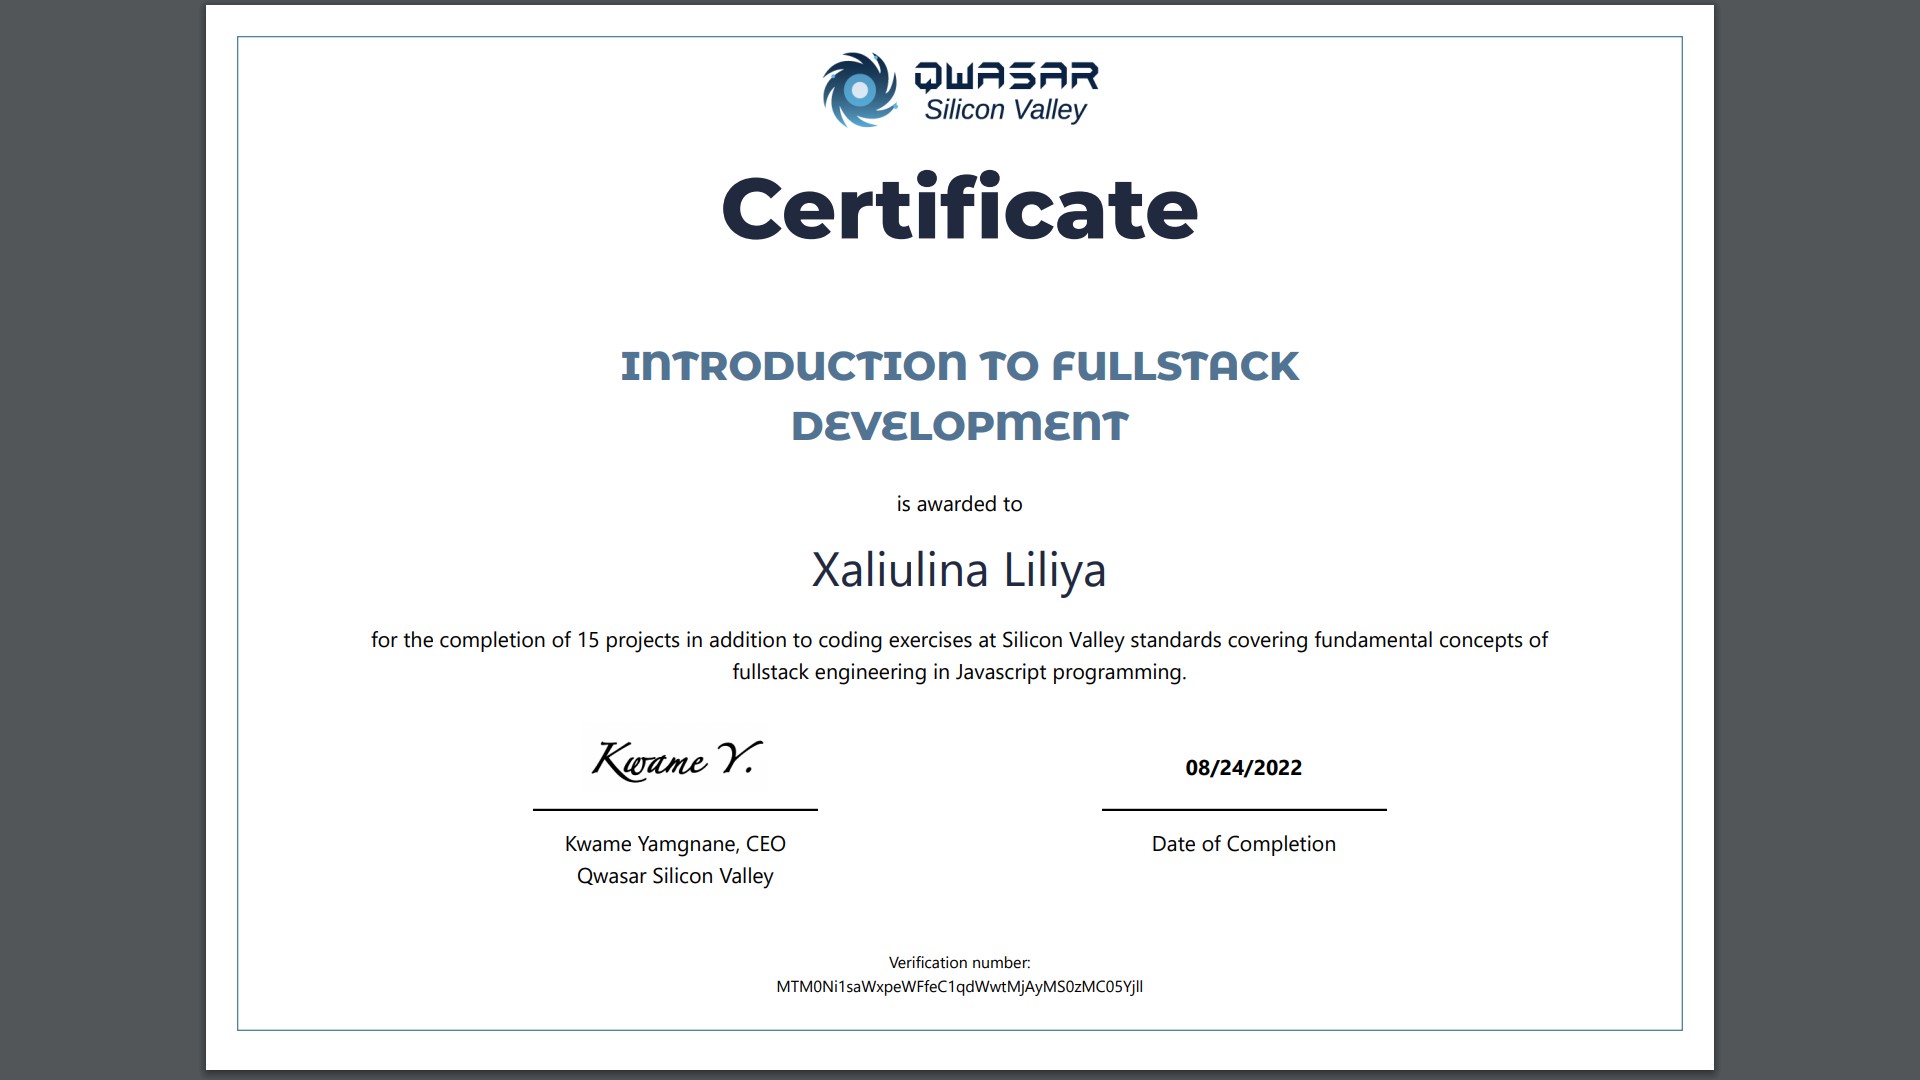 QWASAR
Silicon Valley
Certificate
INTRODUCTION TO FULLSTACK
DEVELOPMENT
is awarded to
Xaliulina Liliya
for the completion of 15 projects in addition to coding exercises at Silicon Valley standards covering fundamental concepts of
fullstack engineering in Javascript programming.
Kwame Y.
08/24/2022
Kwame Yamgnane, CEO
Date of Completion
Qwasar Silicon Valley
Verification number:
MTM0Ni1saWxpeWFfeC1qdWwtMjAyMS0zMC05Yjll